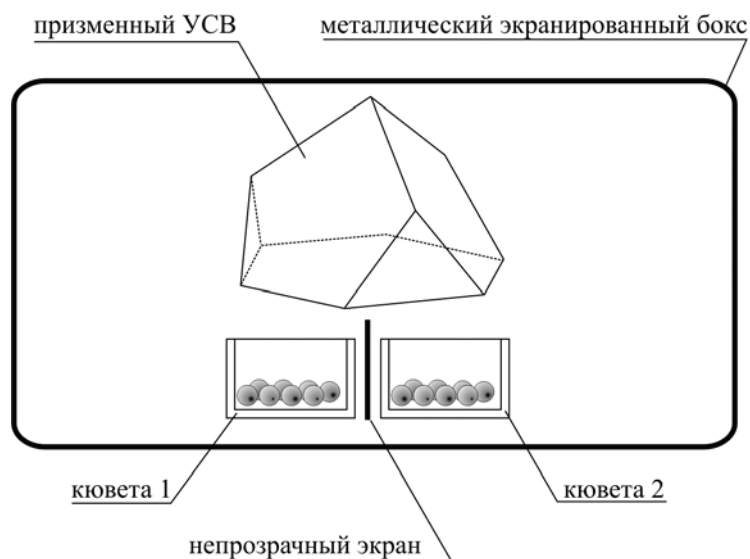 призменный УСВ
металлический экранированный бокс
кювета 1
кювета 2
непрозрачный экран